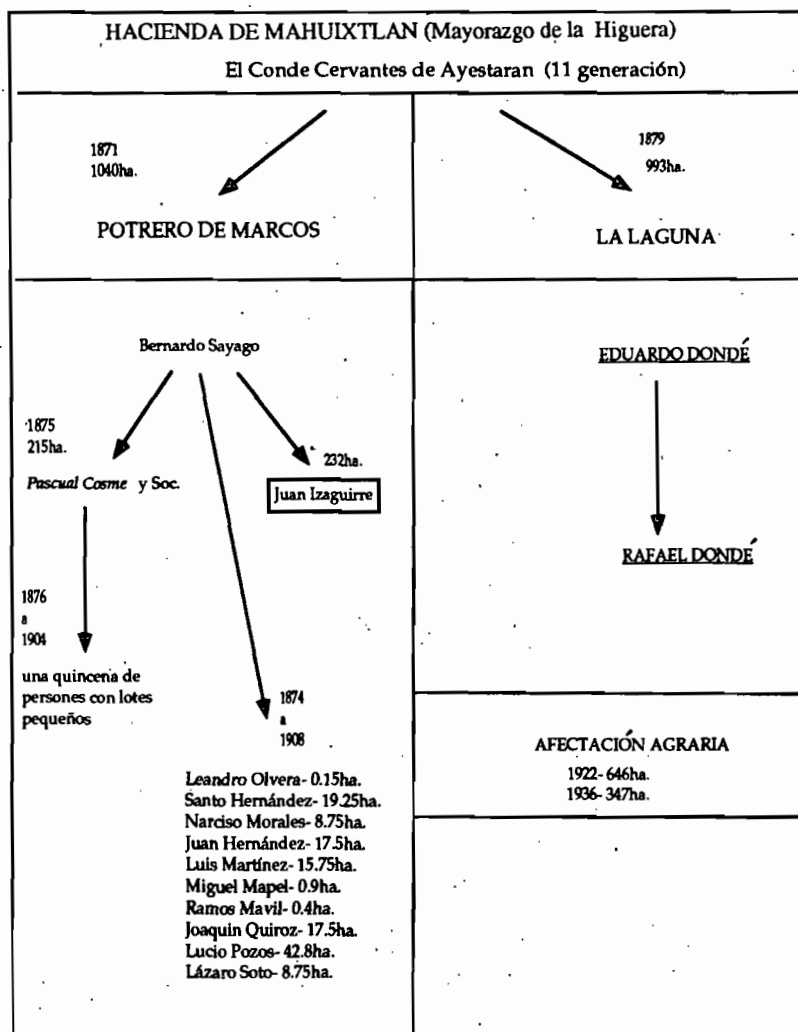 HACIENDA DE MAHUIXTLAN (Mayorazgo de la Higuera)
El Conde Cervantes de Ayestaran (11 generación)
1871
1040ha.
POTRERO DE MARCOS
1879
993ha.
LA LAGUNA
Bernardo Sayago
1875
215ha.
Pascual Cosme y Soc.
232ha.
Juan Izaguirre
1876
a
1904
una quincena de
persones con lotes
pequeños
1874
a
1908
Leandro Olvera- 0.15ha.
Santo Hernández- 19.25ha.
Narciso Morales- 8.75ha.
Juan Hernández- 17.5ha.
Luis Martínez- 15.75ha.
Miguel Mapel- 0.9ha.
Ramos Mavil- 0.4ha.
Joaquin Quiroz- 17.5ha.
Lucio Pozos- 42.8ha.
Lázaro Soto- 8.75ha.
EDUARDO DONDÉ
RAFAEL DONDÉ
AFECTACIÓN AGRARIA
1922- 646ha.
1936- 347ha.